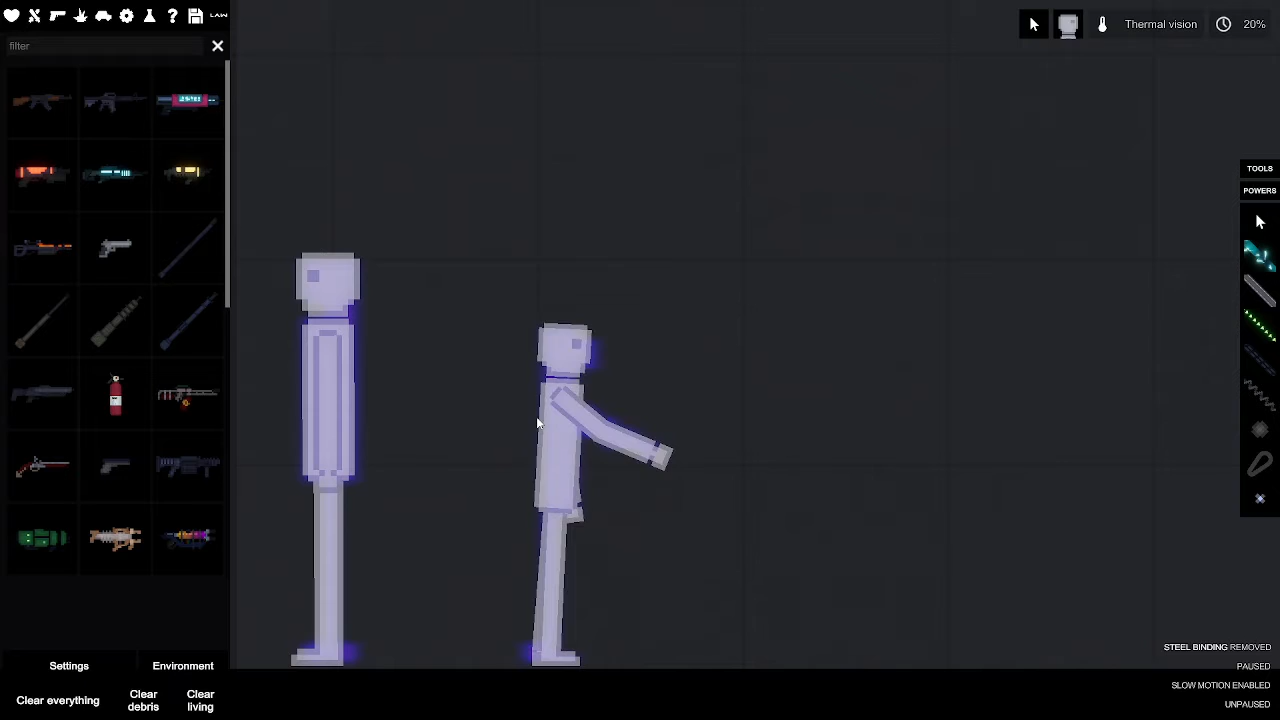 LAW
filter
Thermal vision
20%
TOOLS
POWERS
STEEL BINDING REMOVED
PAUSED
SLOW MOTION ENABLED
UNPAUSED
Settings
Environment
Clear everything
Clear debris
Clear living